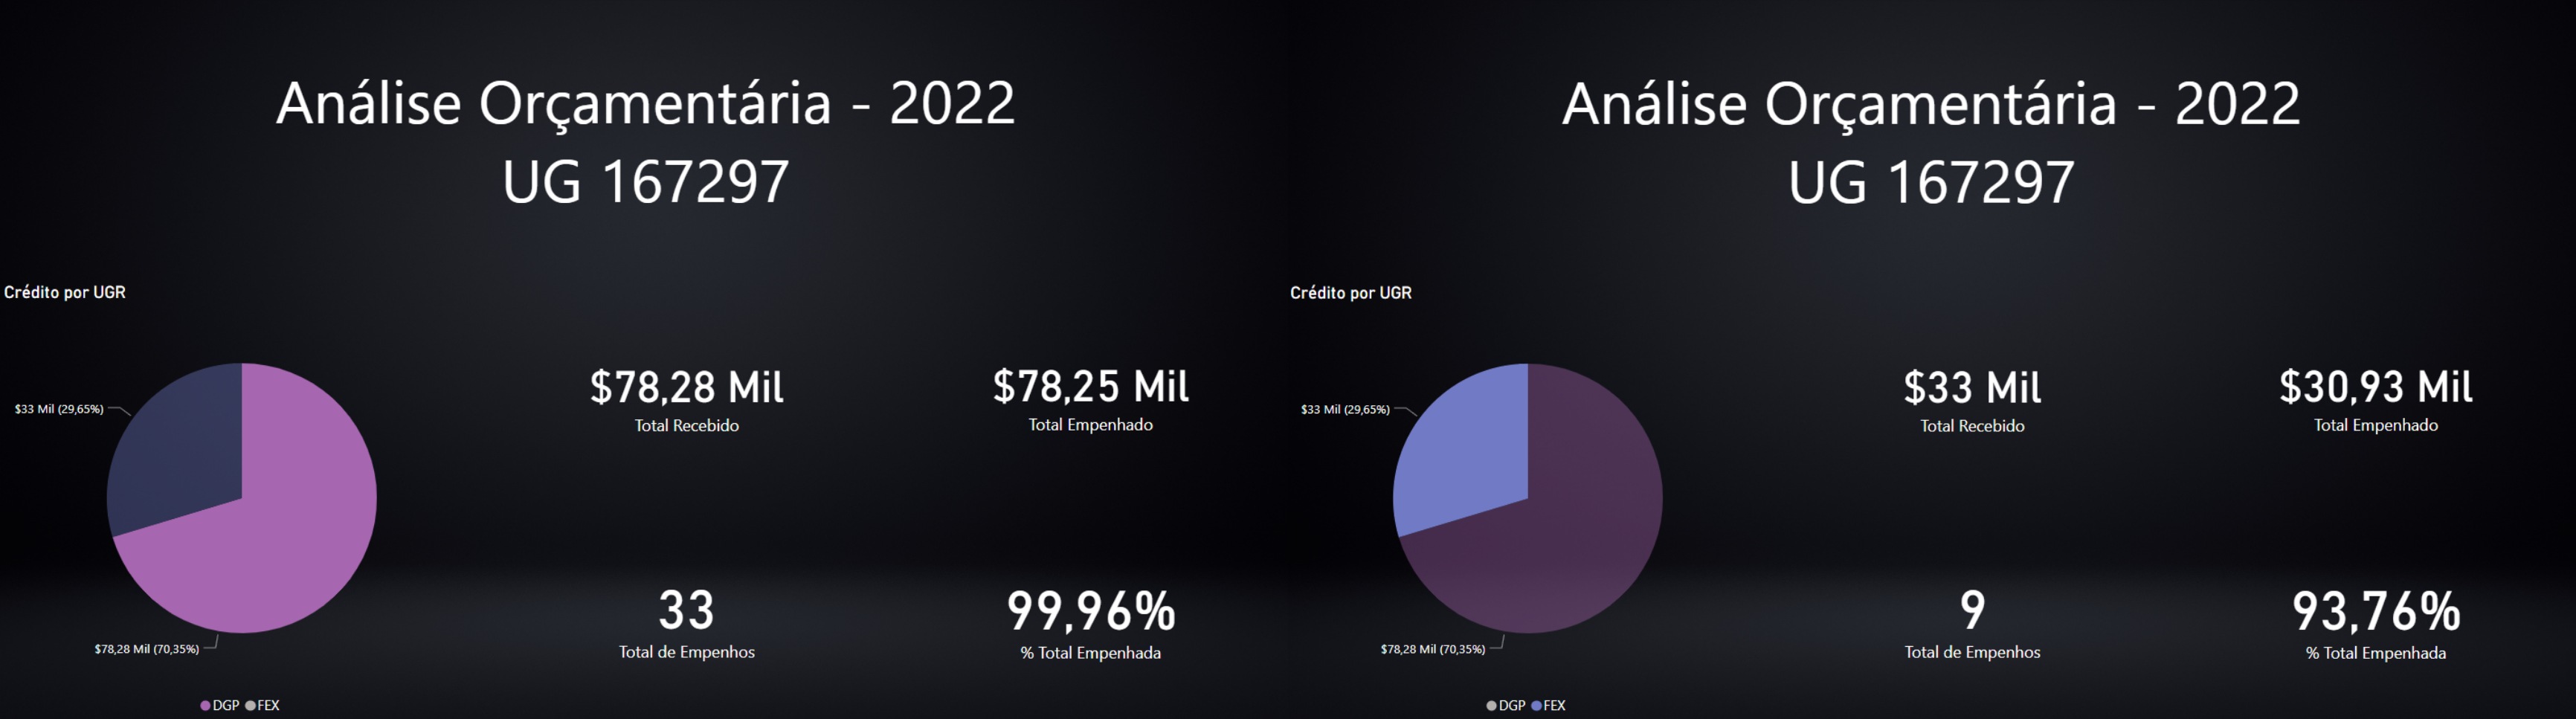 Análise Orçamentária - 2022
UG 167297
Crédito por UGR
$33 Mil (29,65%)
$78,28 Mil (70,35%)
DGP FEX
$78,28 Mil
Total Recebido
$78,25 Mil
Total Empenhado
33
Total de Empenhos
99,96%
% Total Empenhada
Análise Orçamentária - 2022
UG 167297
Crédito por UGR
$33 Mil (29,65%)
$78,28 Mil (70,35%)
DGP FEX
$33 Mil
Total Recebido
$30,93 Mil
Total Empenhado
9
Total de Empenhos
93,76%
% Total Empenhada